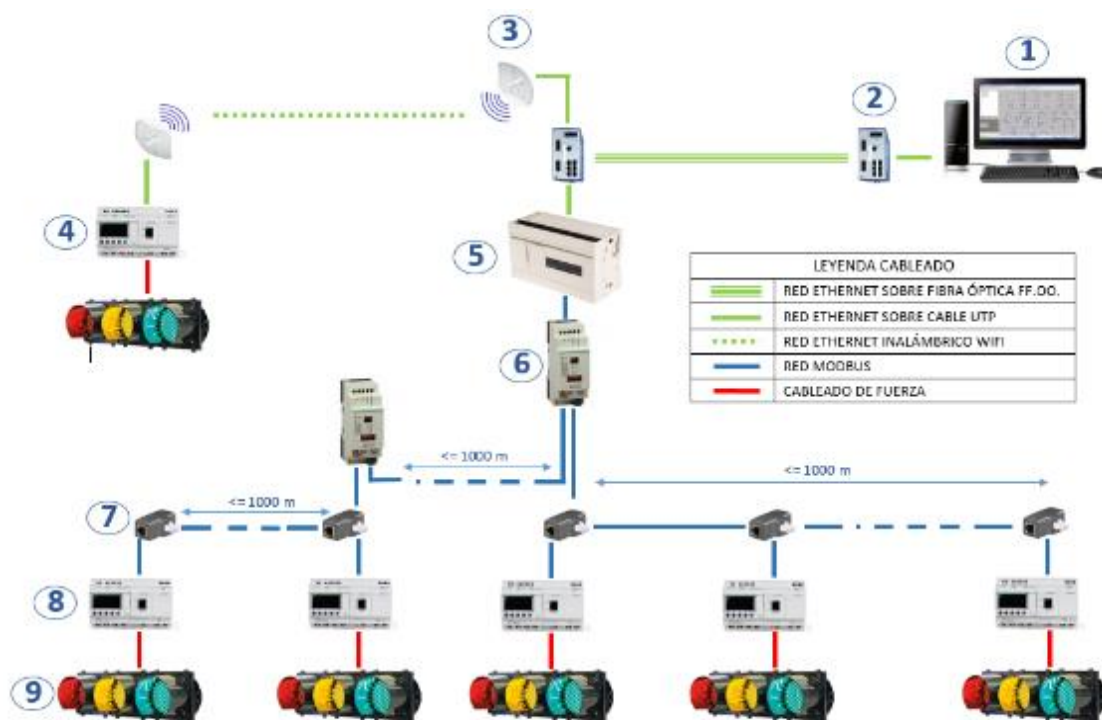 3
1
2
4
5
LEYENDA CABLEADO
RED ETHERNET SOBRE FIBRA ÓPTICA FF.OO.
RED ETHERNET SOBRE CABLE UTP
RED ETHERNET INALÁMBRICO WIFI
RED MODBUS
CABLEADO DE FUERZA
6
<= 1000 m
<= 1000 m
<= 1000 m
7
8
9